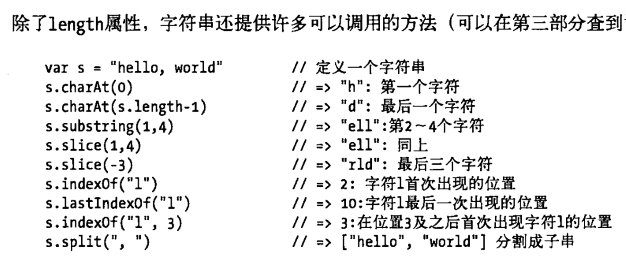 除了length属性，字符串还提供许多可以调用的方法（可以在第三部分查到
var s = "hello, world" // 定义一个字符串
s.charAt(0) // => "h": 第一个字符
s.charAt(s.length-1) // => "d": 最后一个字符
s.substring(1,4) // => "ell":第2～4个字符
s.slice(1,4) // => "ell": 同上
s.slice(-3) // => "rld": 最后三个字符
s.indexOf("l") // => 2: 字符l首次出现的位置
s.lastIndexOf("l") // => 10:字符l最后一次出现的位置
s.indexOf("l", 3) // => 3:在位置3及之后首次出现字符l的位置
s.split(", ") // => ["hello", "world"] 分割成子串